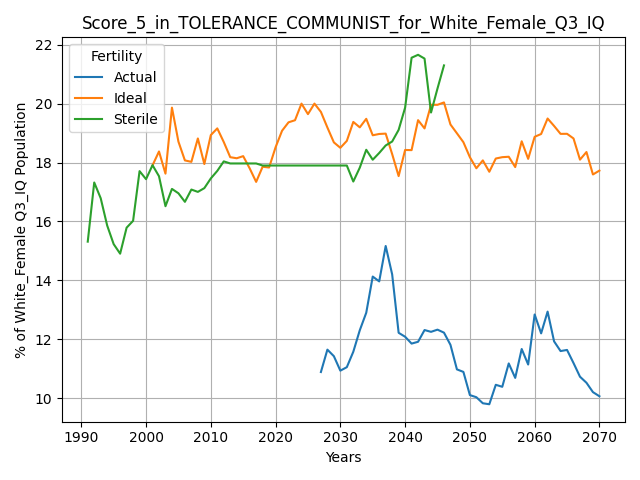 Score_5_in_TOLERANCE_COMMUNIST_for_White_Female_Q3_IQ
Fertility
Actual
Ideal
Sterile
% of White_Female Q3_IQ Population
22
20
18
16
14
12
10
1990 2000 2010 2020 2030 2040 2050 2060 2070
Years